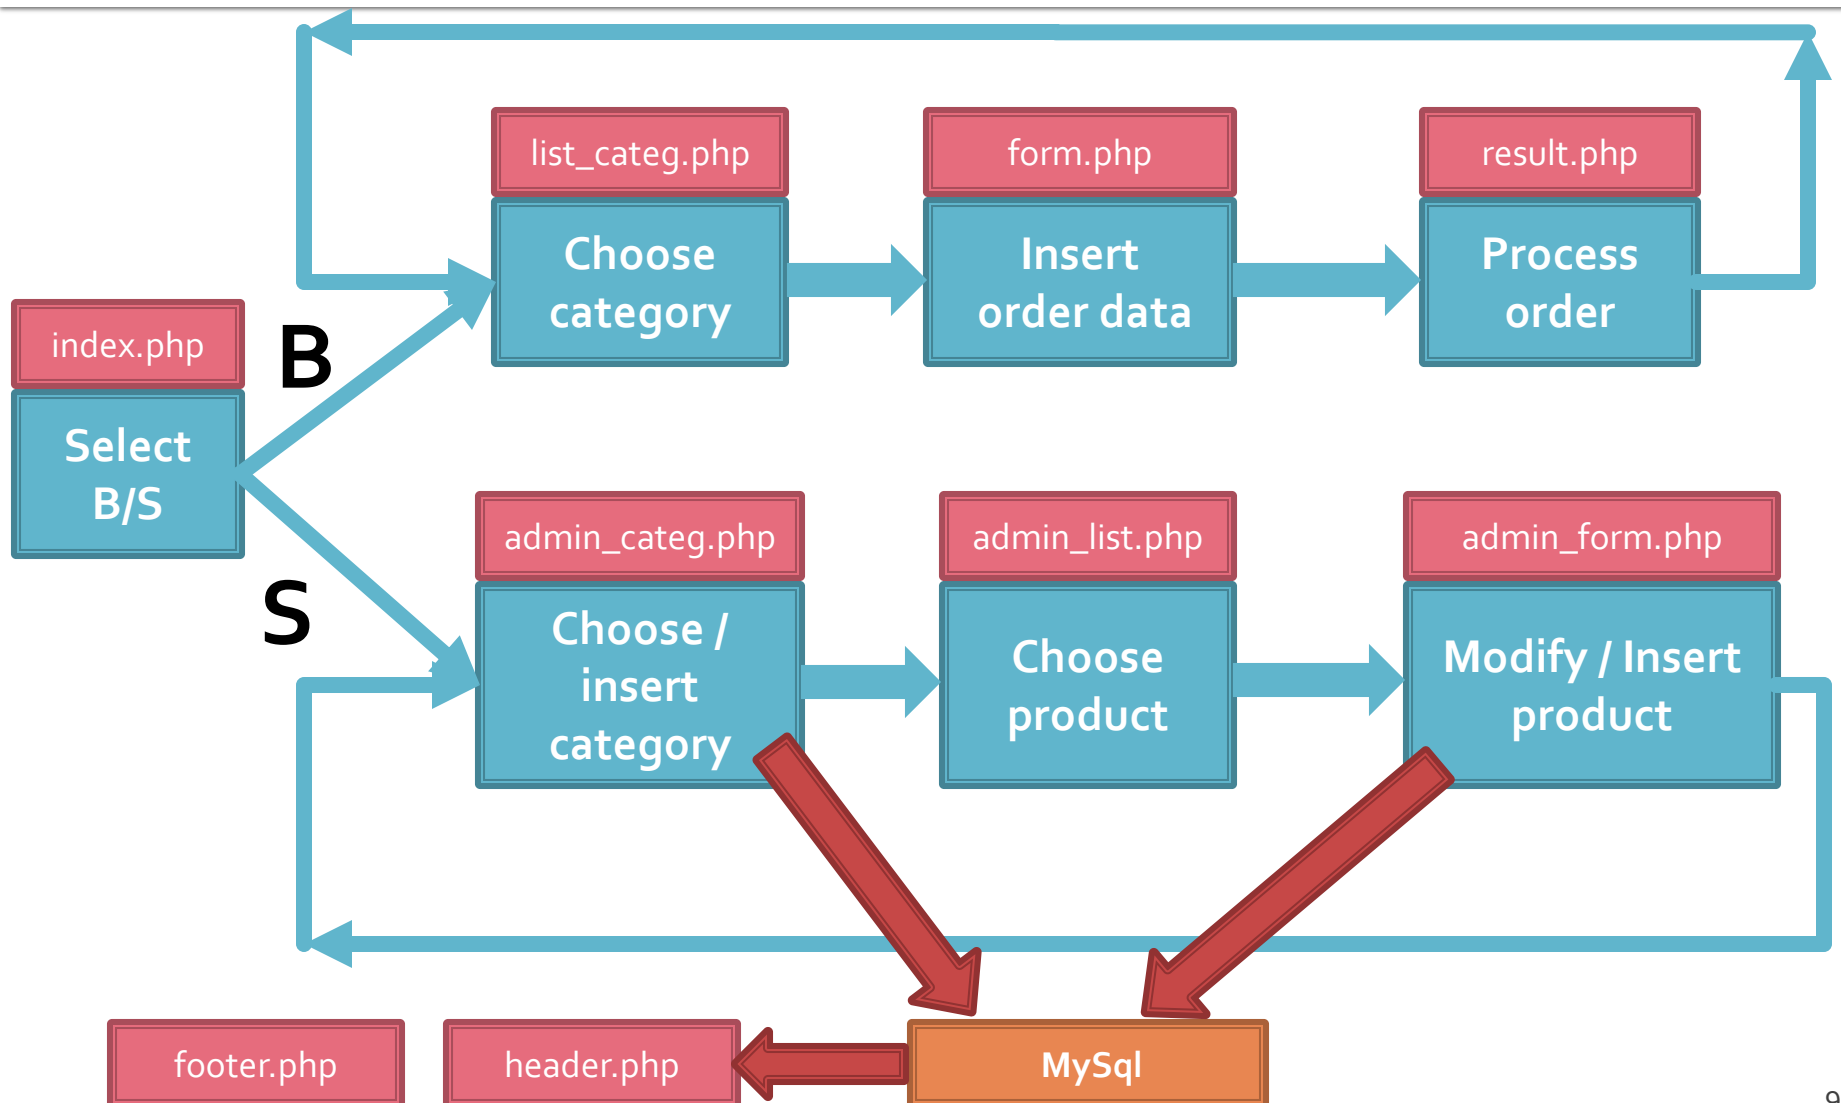 list_categ.php
form.php
result.php
Choose
category
Insert
order data
Process
order
index.php
B
Select
B/S
S
admin_categ.php
admin_list.php
admin_form.php
Choose /
insert
category
Choose
product
Modify / Insert
product
footer.php
header.php
MySql
9